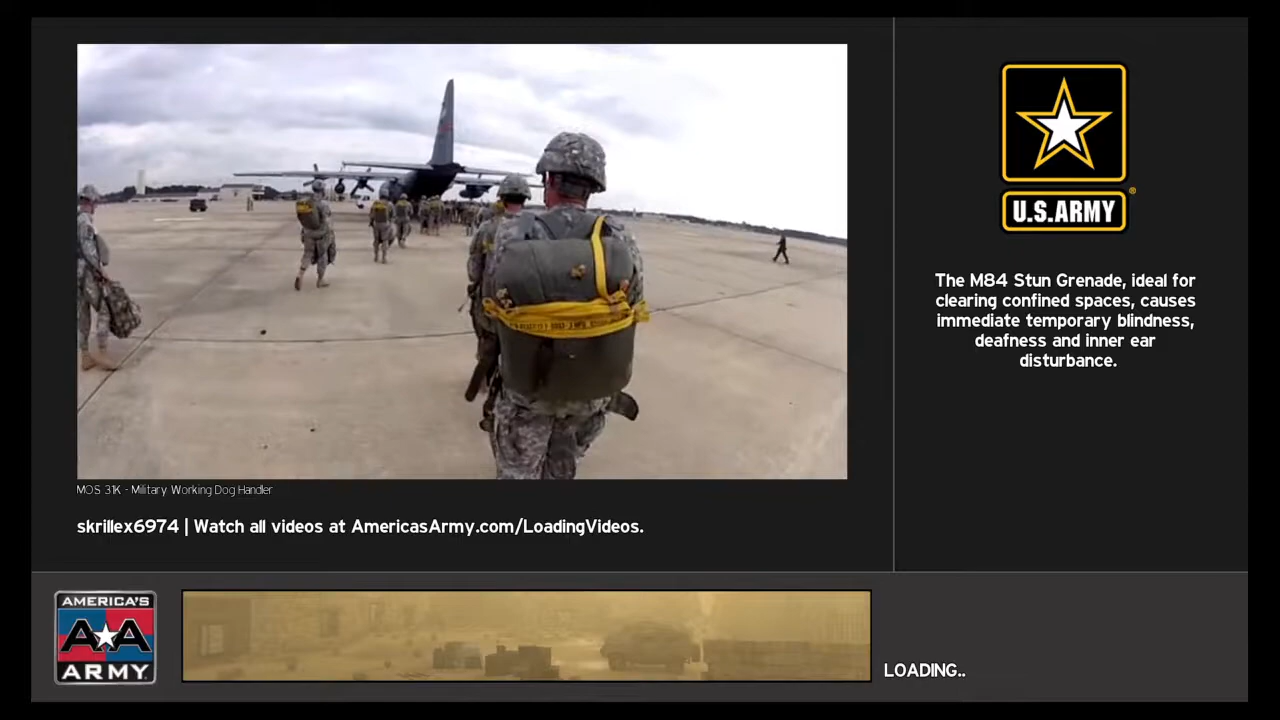 U.S.ARMY
The M84 Stun Grenade, ideal for
clearing confined spaces, causes
immediate temporary blindness,
deafness and inner ear
disturbance.
MOS 31K - Military Working Dog Handler
skrillex6974 | Watch all videos at AmericasArmy.com/LoadingVideos.
AMERICA'S
AA
ARMY
LOADING..